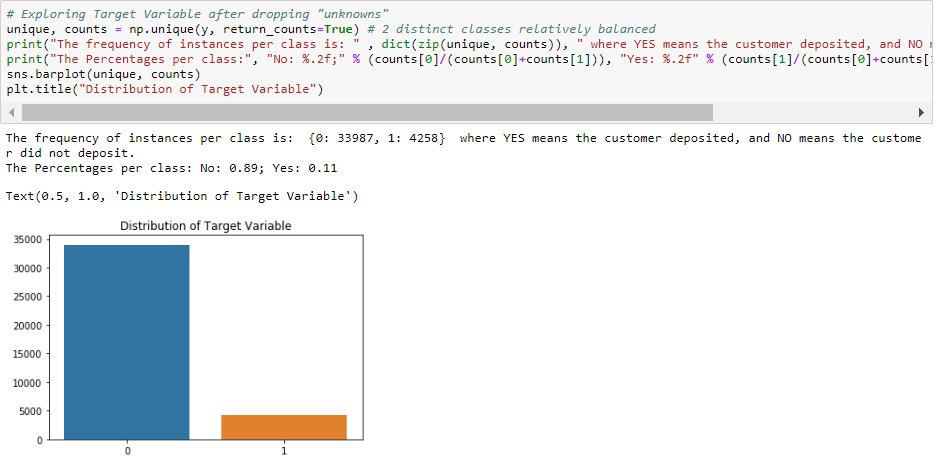 # Exploring Target Variable after dropping "unknowns"
unique, counts = np.unique(y, return_counts=True) # 2 distinct classes relatively balanced
print("The frequency of instances per class is: " , dict(zip(unique, counts)), " where YES means the customer deposited, and NO
print("The Percentages per class:", "No: %.2f;" % (counts[0]/(counts[0]+counts[1])), "Yes: %.2f" % (counts[1]/(counts[0]+counts[
sns.barplot(unique, counts)
plt.title("Distribution of Target Variable")
The frequency of instances per class is:  {0: 33987, 1: 4258}  where YES means the customer deposited, and NO means the custome
r did not deposit.
The Percentages per class: No: 0.89; Yes: 0.11
Text(0.5, 1.0, 'Distribution of Target Variable')
Distribution of Target Variable
35000
30000
25000
20000
15000
10000
5000
0
0 1